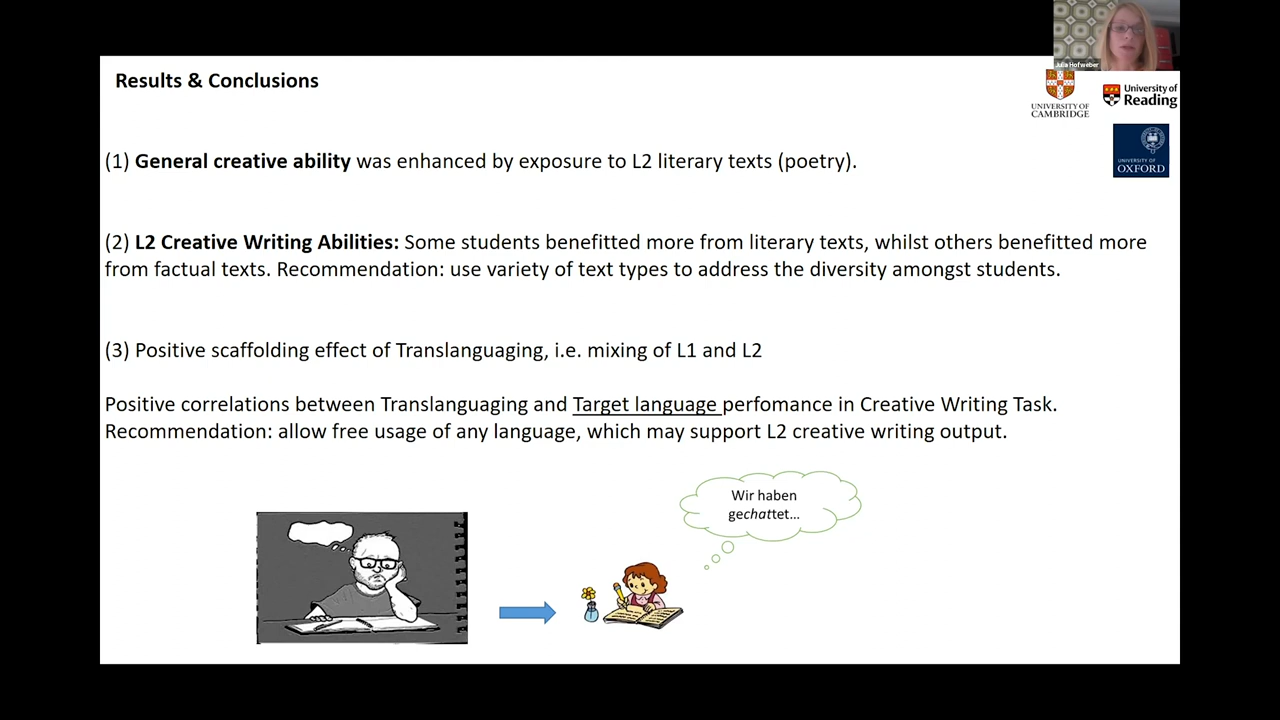 Julia Hofweber
Results & Conclusions
UNIVERSITY OF
CAMBRIDGE
University of
Reading
UNIVERSITY OF
OXFORD
(1) General creative ability was enhanced by exposure to L2 literary texts (poetry).
(2) L2 Creative Writing Abilities: Some students benefitted more from literary texts, whilst others benefitted more
from factual texts. Recommendation: use variety of text types to address the diversity amongst students.
(3) Positive scaffolding effect of Translanguaging, i.e. mixing of L1 and L2
Positive correlations between Translanguaging and Target language perfomance in Creative Writing Task.
Recommendation: allow free usage of any language, which may support L2 creative writing output.
Wir haben
gechattet...